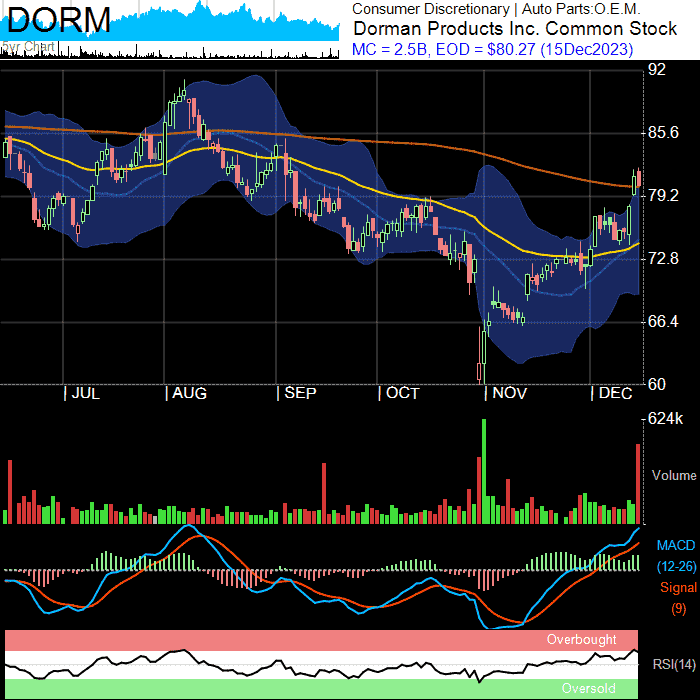 DORM
5yr Chart
Consumer Discretionary | Auto Parts:O.E.M.
Dorman Products Inc. Common Stock
MC = 2.5B, EOD = $80.27 (15Dec2023)
92
85.6
79.2
72.8
66.4
60
| JUL | AUG | SEP | OCT | NOV | DEC
624k
Volume
MACD
(12-26)
Signal
(9)
Overbought
RSI(14)
Oversold